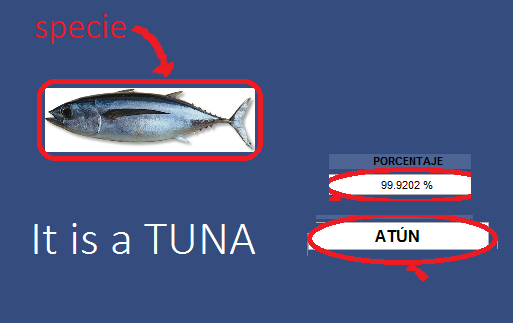 specie
PORCENTAJE
99.9202 %
It is a TUNA
ATÚN